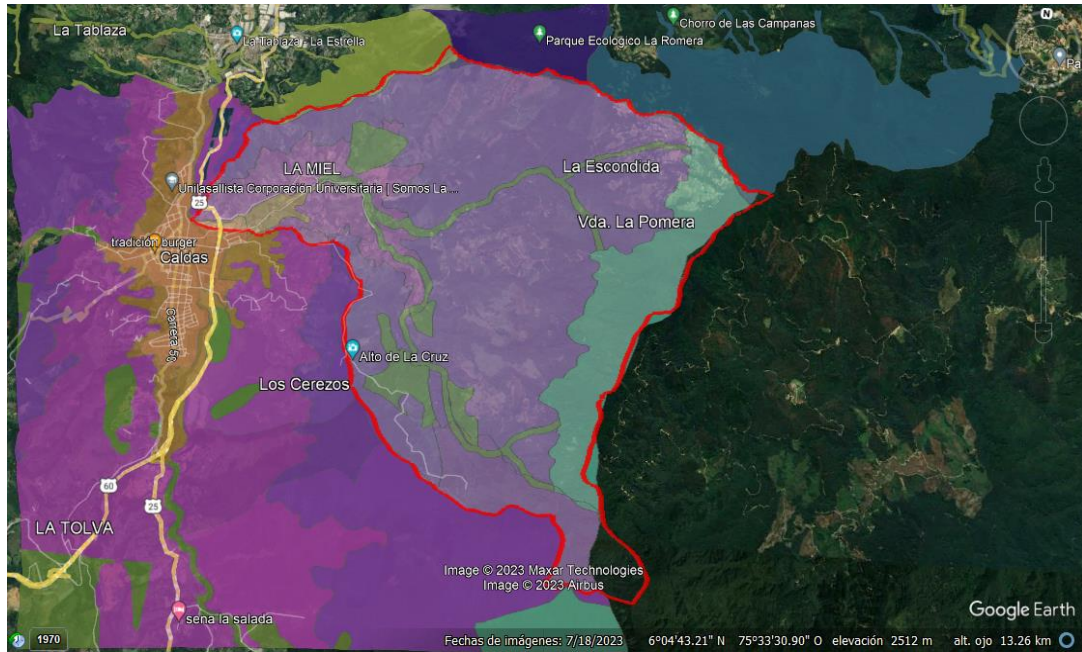 N
La Tablaza
Chorro de Las Campanas
La Tablaza - La Estrella
Parque Ecológico La Romera
LA MIEL
La Escondida
Unilasallista Corporación Universitaria | Somos La ...
25
Vda. La Pomera
tradición burger
Caldas
Carrera 50
Alto de La Cruz
Los Cerezos
60
25
LA TOLVA
Image © 2023 Maxar Technologies
Image © 2023 Airbus
sena la salada
Google Earth
1970
Fechas de imágenes: 7/18/2023 6°04'43.21" N 75°33'30.90" O elevación 2512 m alt. ojo 13.26 km